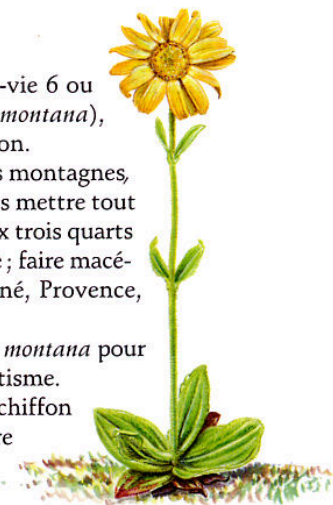 -vie 6 ou
montana),
on.
s montagnes,
s mettre tout
x trois quarts
e ; faire macé-
né, Provence,
montana pour
tisme.
chiffon
re